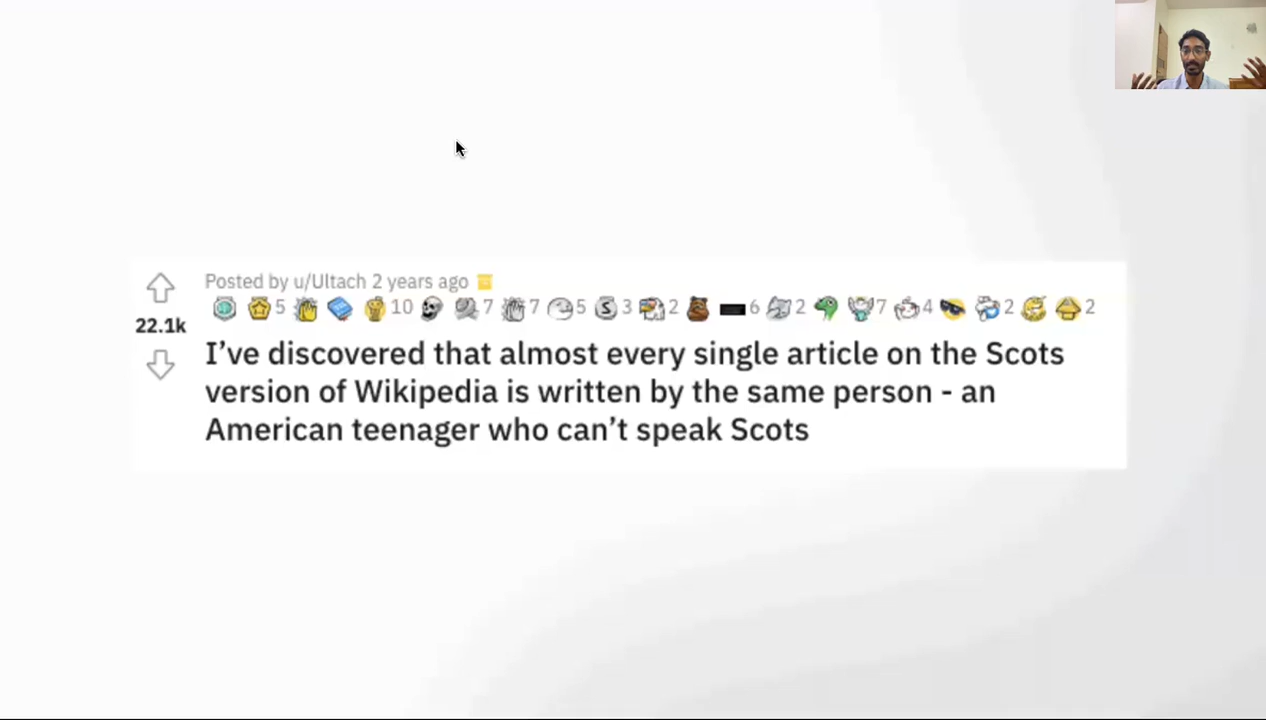 Posted by u/Ultach 2 years ago
5 10 7 7 5 S 3 2 6 2 7 4 2 2
22.1k
I’ve discovered that almost every single article on the Scots
version of Wikipedia is written by the same person - an
American teenager who can’t speak Scots